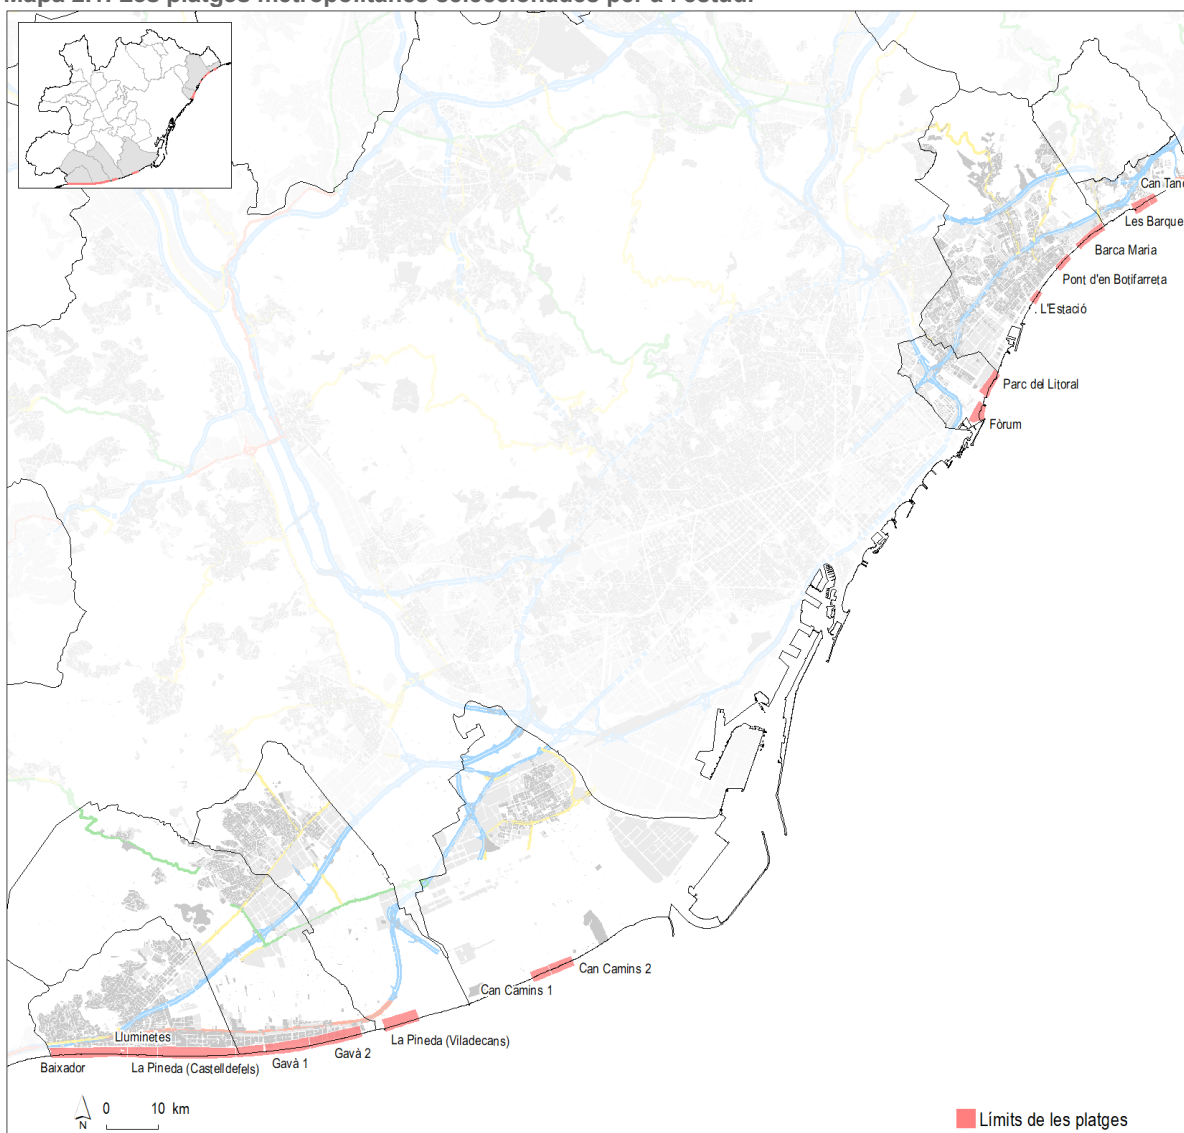 Can Tan
Les Barque
Barca Maria
Pont d'en Botifarreta
. L'Estació
Parc del Litoral
Fòrum
Can Camins 2
Can Camins 1
La Pineda (Viladecans)
Lluminetes
Gavà 2
Gavà 1
La Pineda (Castelldefels)
Baixador
0 10 km
N
Límits de les platges